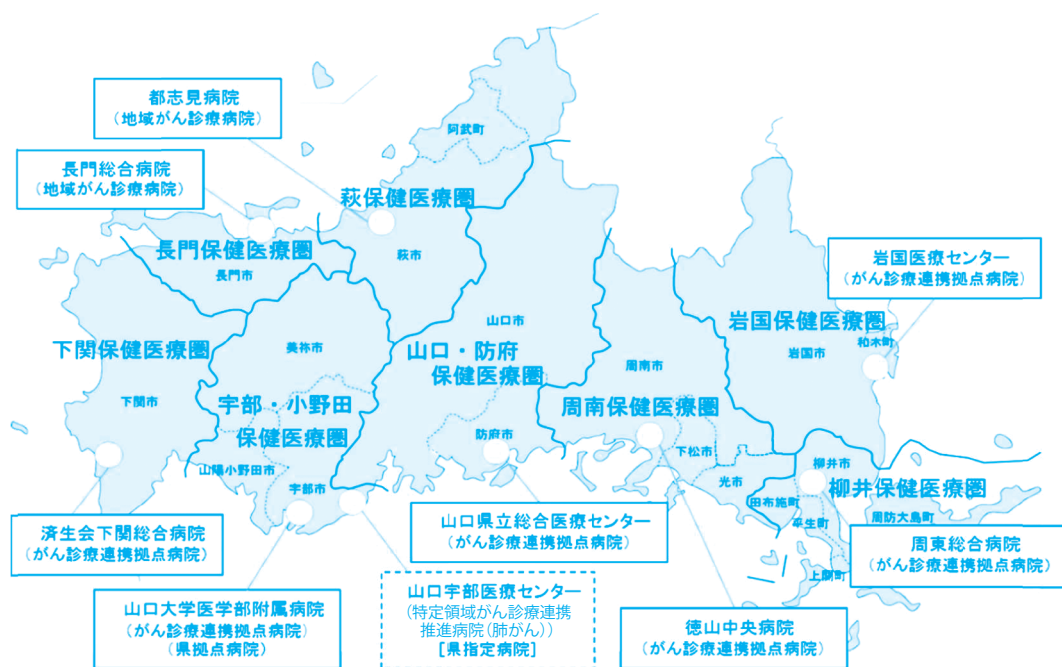 都志見病院
(地域がん診療病院)
長門総合病院
(地域がん診療病院)
阿武町
萩保健医療圏
萩市
長門保健医療圏
長門市
岩国医療センター
(がん診療連携拠点病院)
山口市
岩国保健医療圏
和木町
岩国市
下関保健医療圏
美祢市
山口・防府
保健医療圏
周南市
下関市
宇部・小野田
保健医療圏
周南保健医療圏
防府市
下松市
山陽小野田市
宇部市
柳井市
光市
柳井保健医療圏
田布施町
平生町
周防大島町
上関町
済生会下関総合病院
(がん診療連携拠点病院)
山口県立総合医療センター
(がん診療連携拠点病院)
周東総合病院
(がん診療連携拠点病院)
山口大学医学部附属病院
(がん診療連携拠点病院)
(県拠点病院)
山口宇部医療センター
(特定領域がん診療連携
推進病院(肺がん))
[県指定病院]
徳山中央病院
(がん診療連携拠点病院)